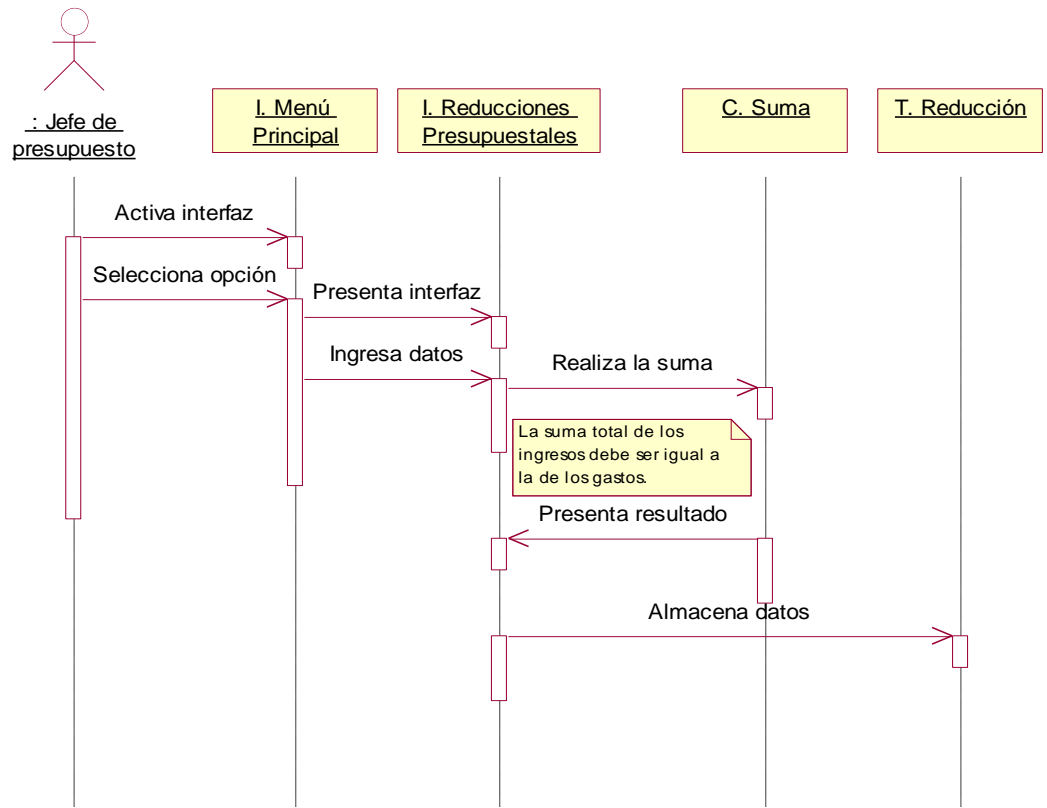 : Jefe de
presupuesto
I. Menú
Principal
I. Reducciones
Presupuestales
C. Suma
T. Reducción
Activa interfaz
Selecciona opción
Presenta interfaz
Ingresa datos
Realiza la suma
La suma total de los
ingresos debe ser igual a
la de los gastos.
Presenta resultado
Almacena datos